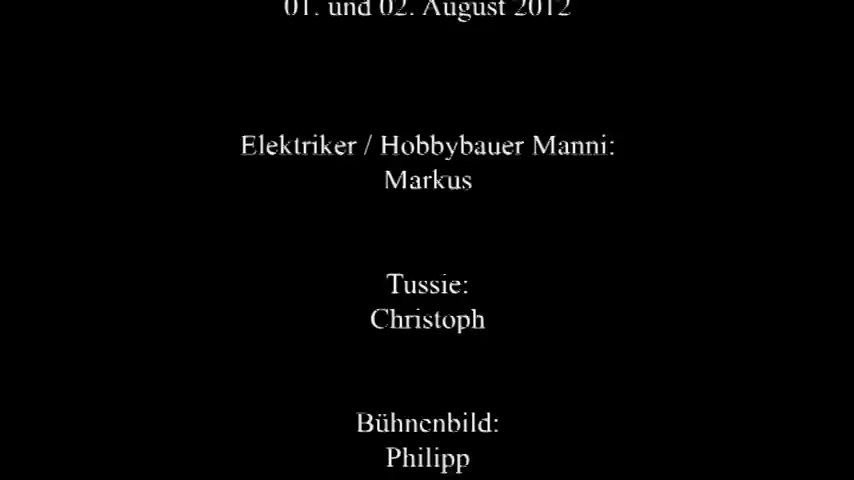 01. und 02. August 2012
Elektriker / Hobbybauer Manni:
Markus
Tussie:
Christoph
Bühnenbild:
Philipp